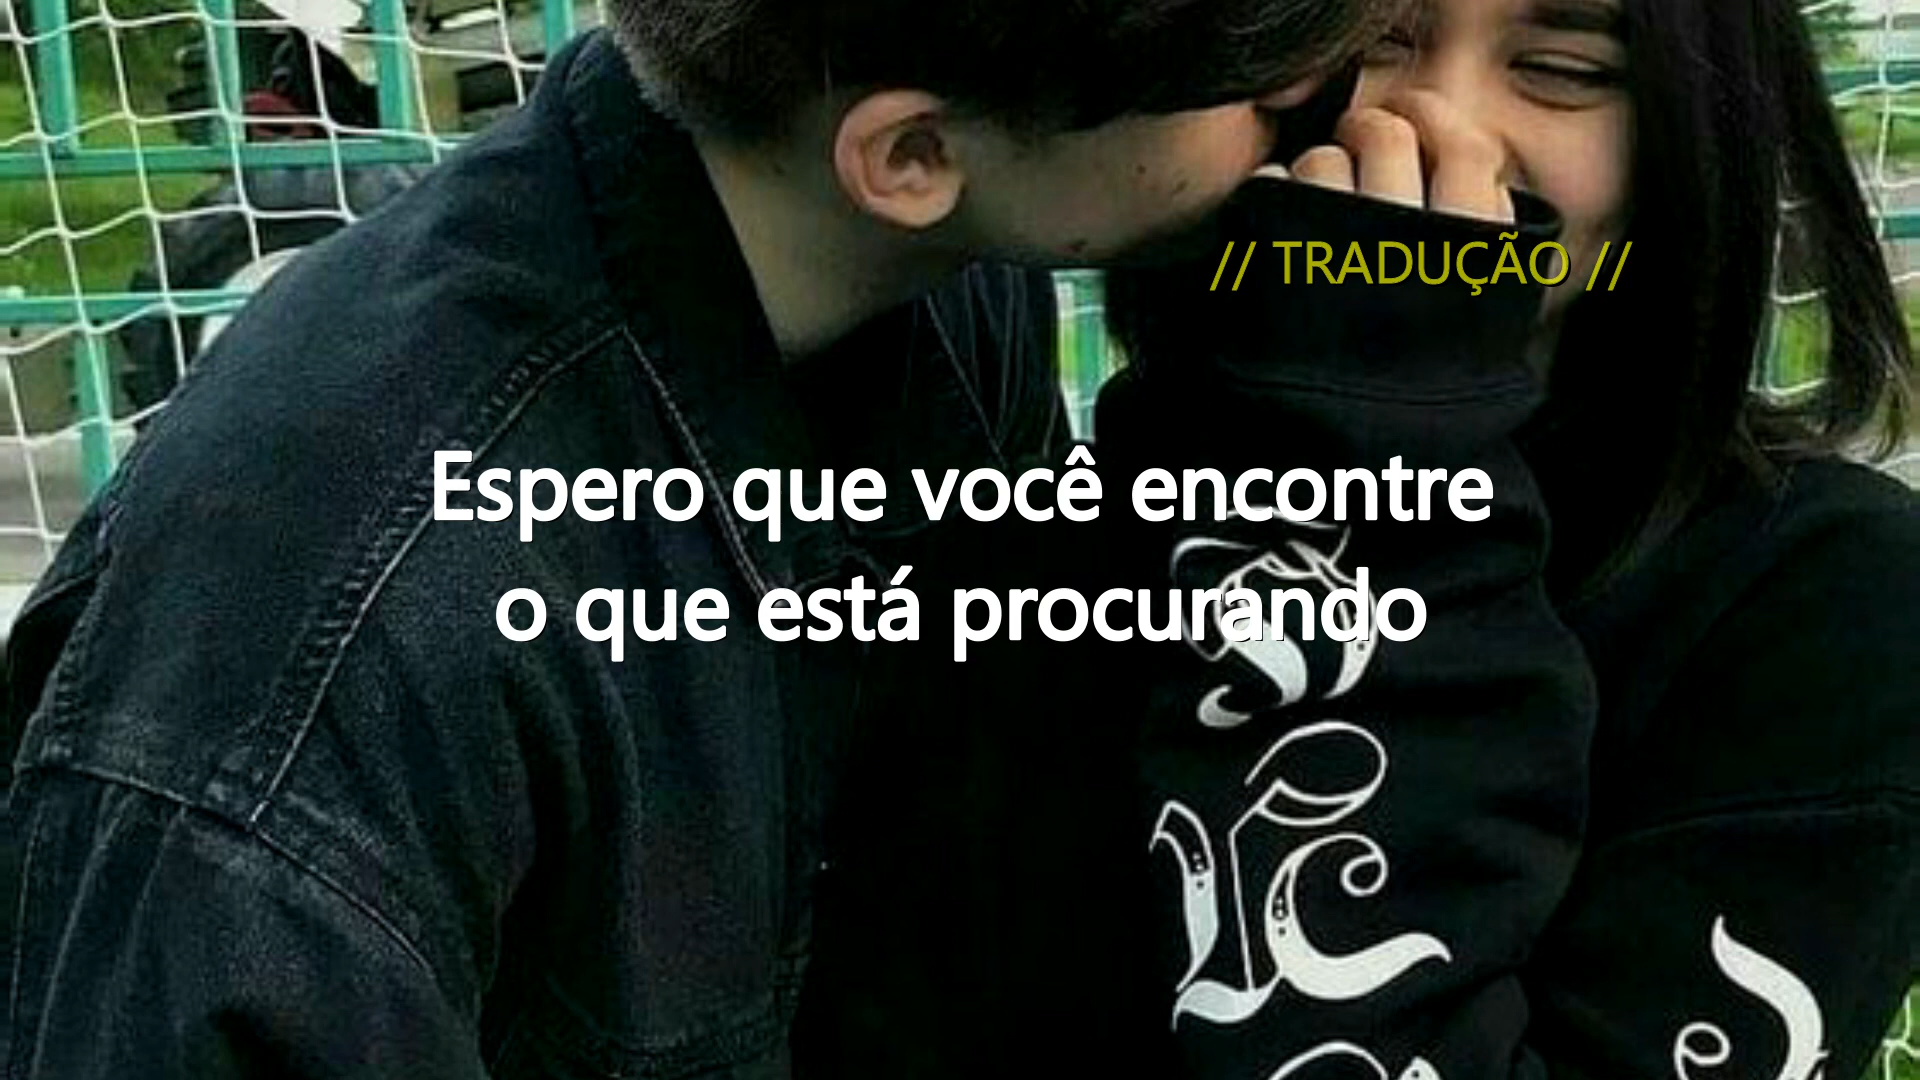 // TRADUÇÃO //
Espero que você encontre
o que está procurando